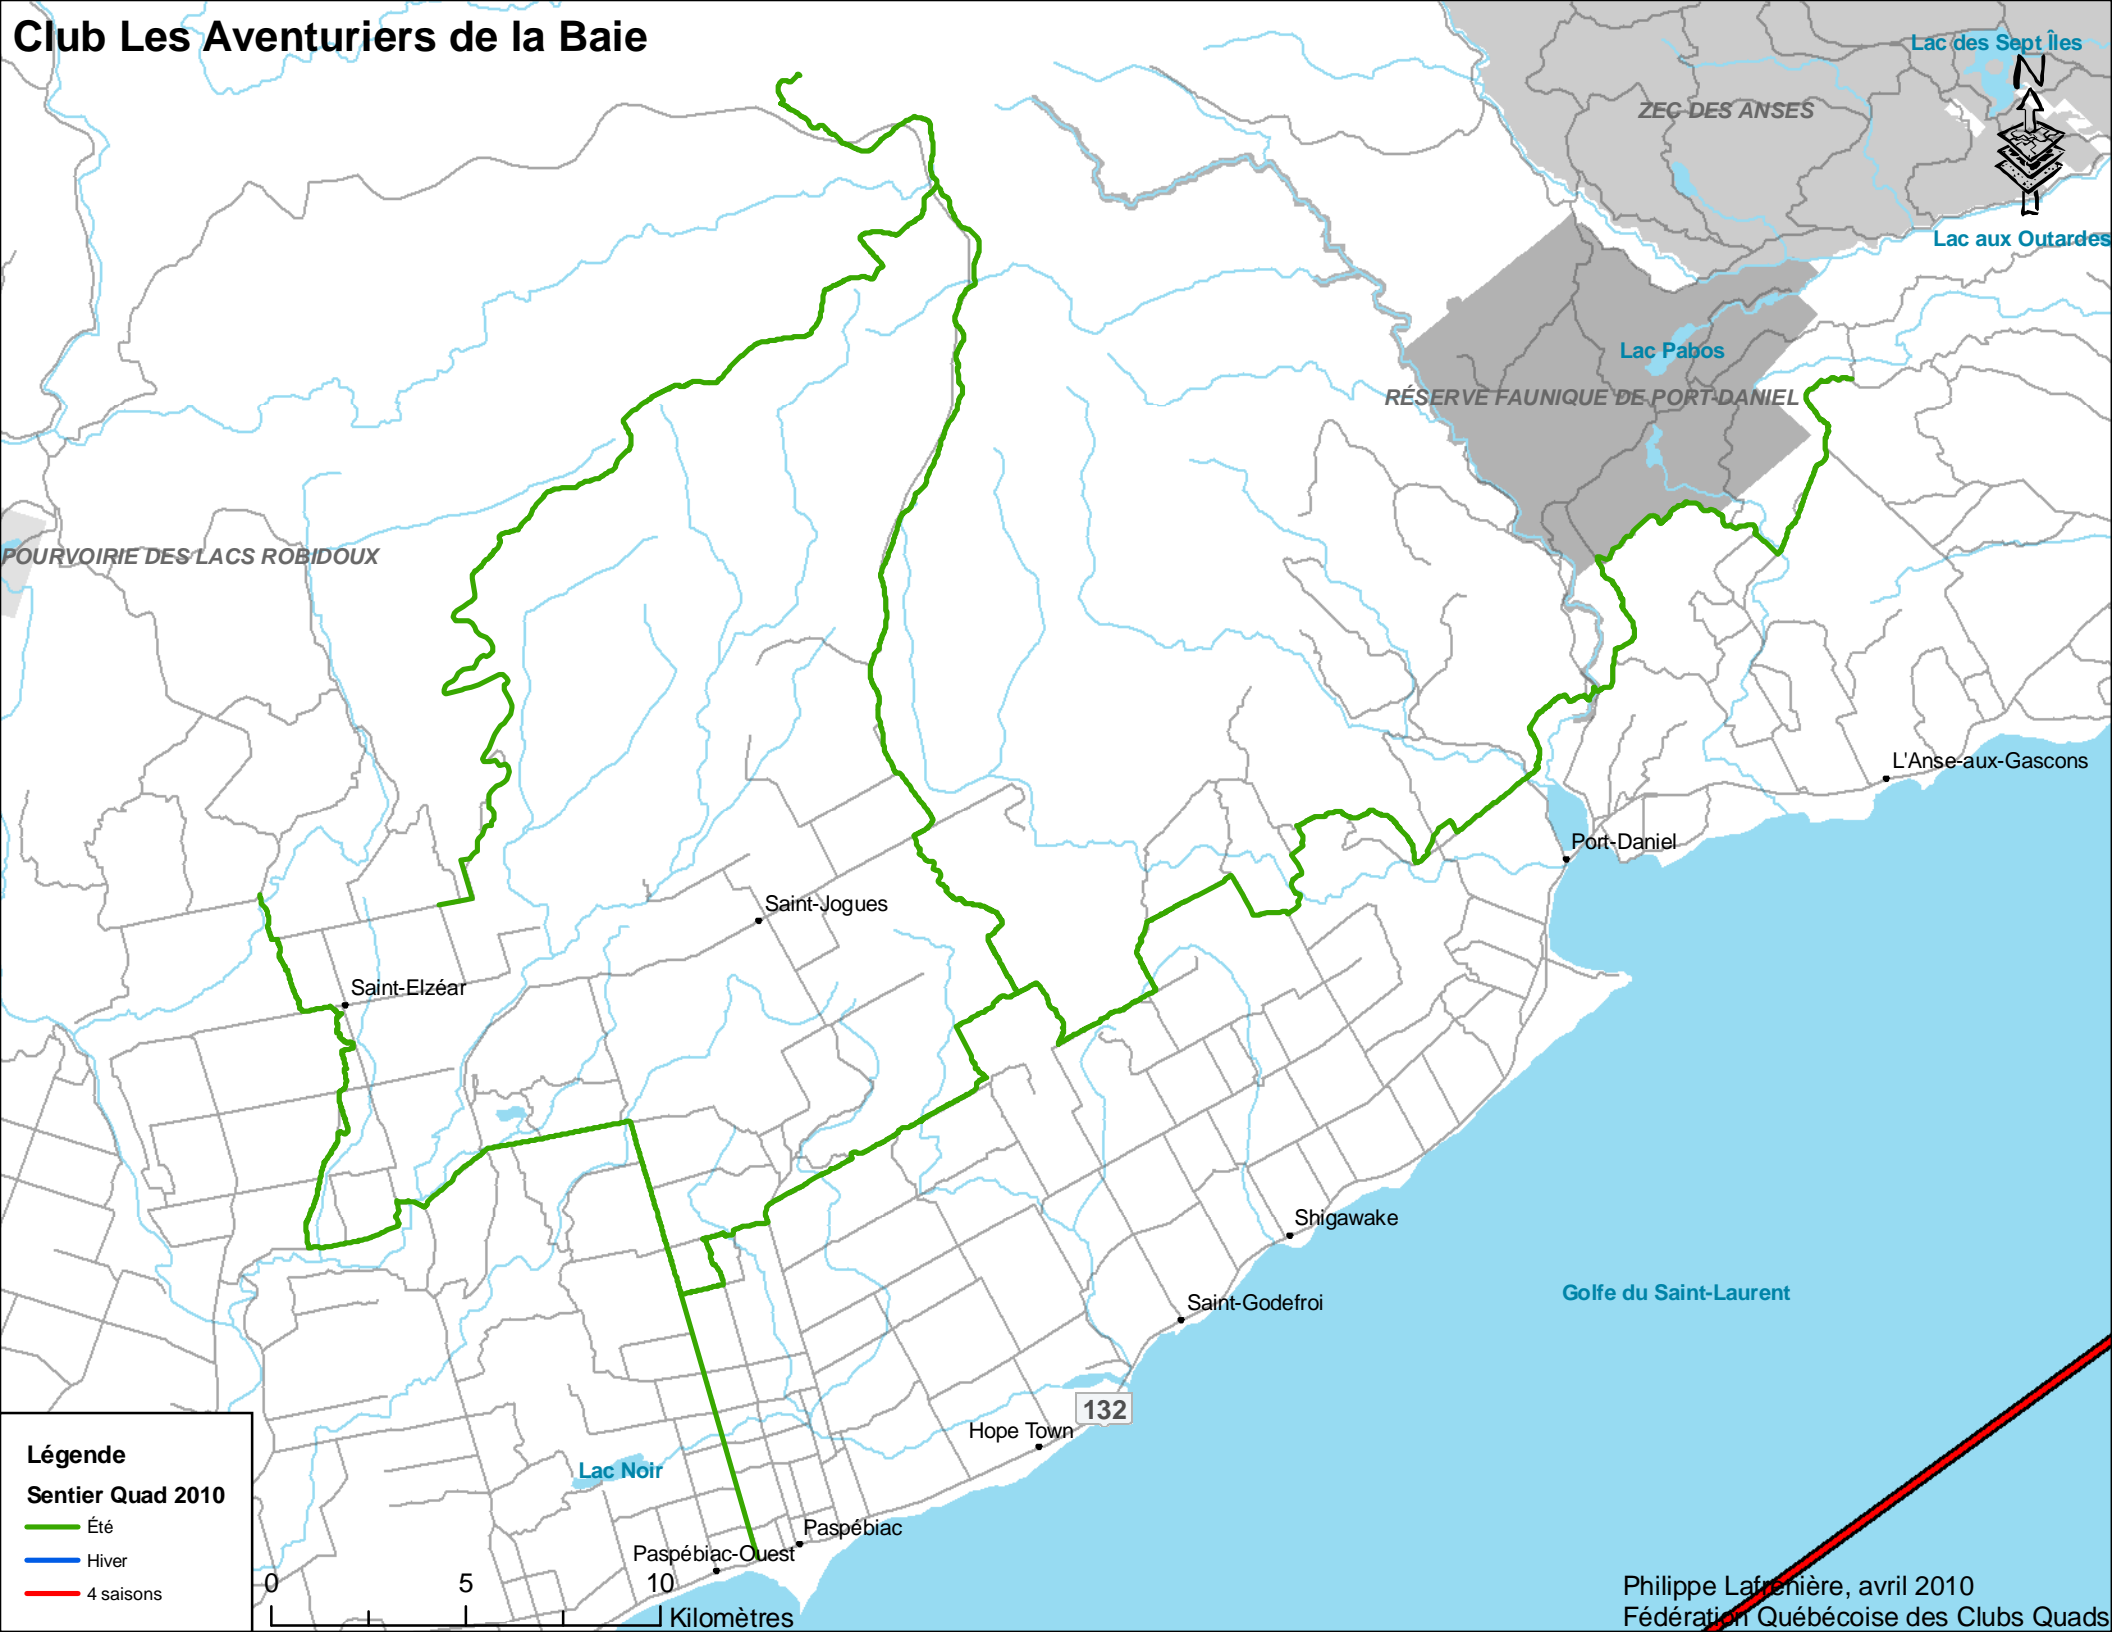 Club Les Aventuriers de la Baie
Lac des Sept Îles
N
ZEC DES ANSES
Lac aux Outardes
Lac Pabos
RÉSERVE FAUNIQUE DE PORT-DANIEL
POURVOIRIE DES LACS ROBIDOUX
L'Anse-aux-Gascons
Port-Daniel
Saint-Jogues
Saint-Elzéar
Shigawake
Golfe du Saint-Laurent
Saint-Godefroi
132
Hope Town
Lac Noir
Paspébiac
Paspébiac-Ouest
Légende
Sentier Quad 2010
Été
Hiver
4 saisons
0 5 10
Kilomètres
Philippe Lafrenière, avril 2010
Fédération Québécoise des Clubs Quads